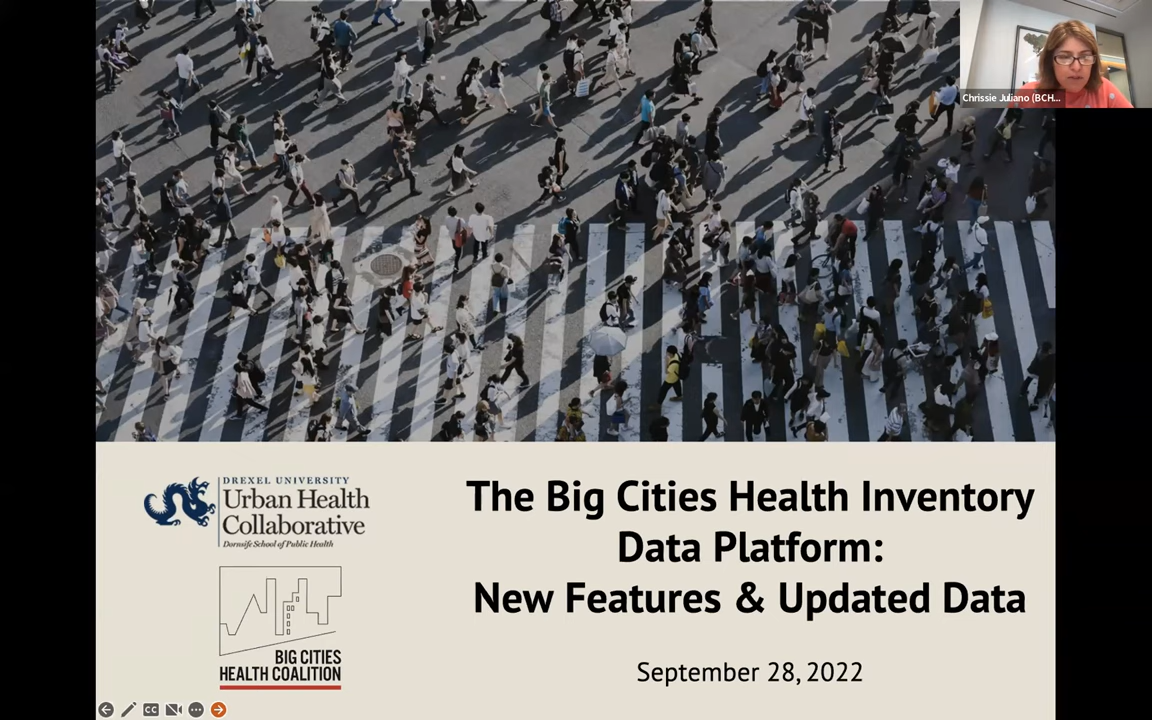 Chrissie Juliano (BCH...
DREXEL UNIVERSITY
Urban Health
Collaborative
Dornsife School of Public Health
BIG CITIES
HEALTH COALITION
The Big Cities Health Inventory
Data Platform:
New Features & Updated Data
September 28, 2022
CC